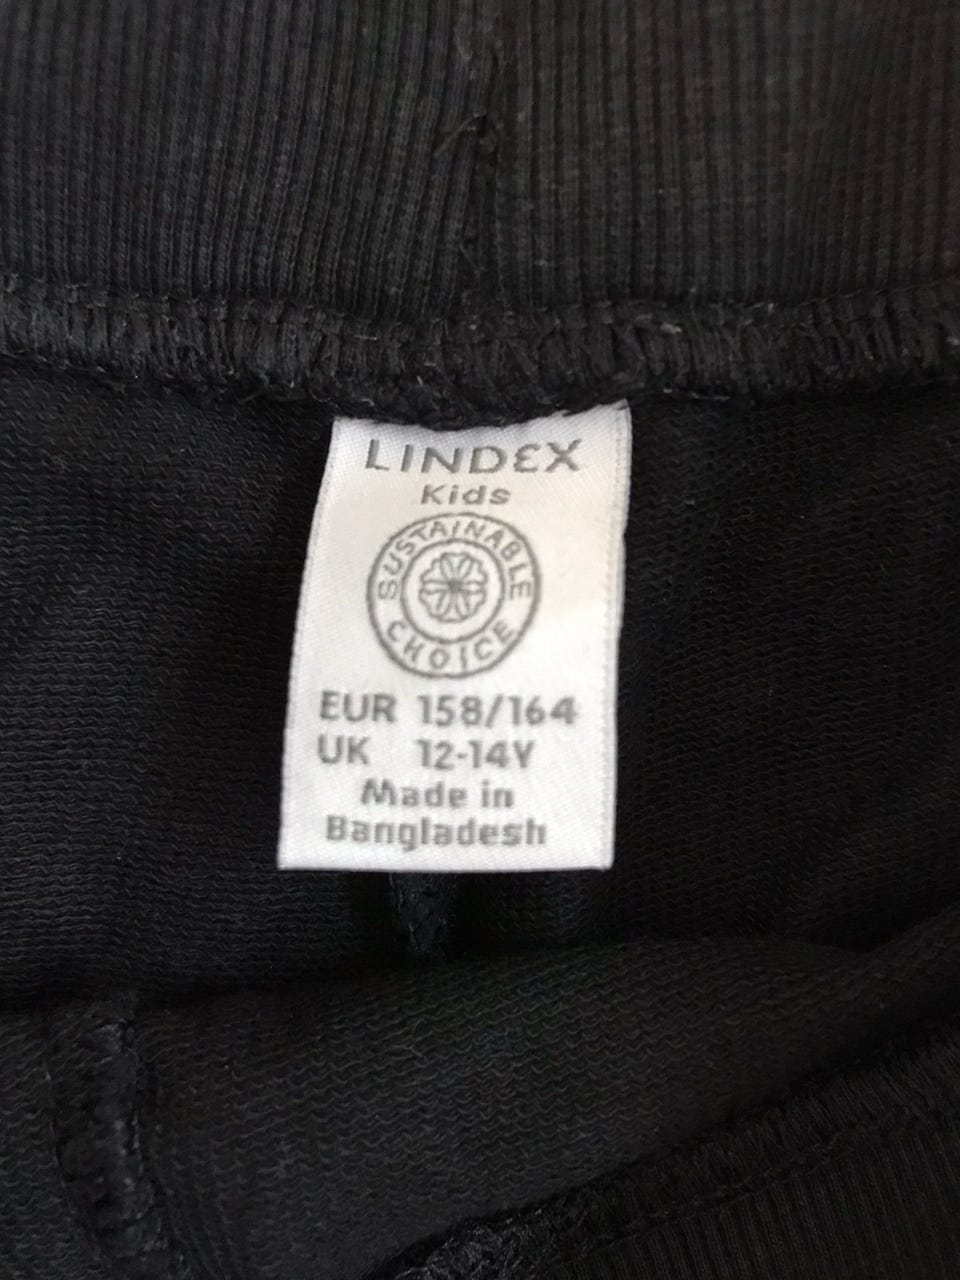 LINDEX
Kids
SUSTAINABLE
CHOICE
EUR 158/164
UK 12-14Y
Made in
Bangladesh